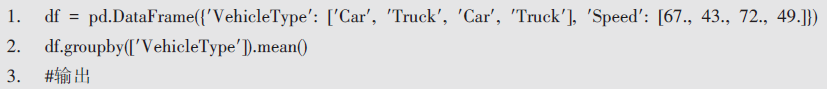 1. df = pd.DataFrame({'VehicleType': ['Car', 'Truck', 'Car', 'Truck'], 'Speed': [67., 43., 72., 49.]})
2. df.groupby(['VehicleType']).mean()
3. #输出